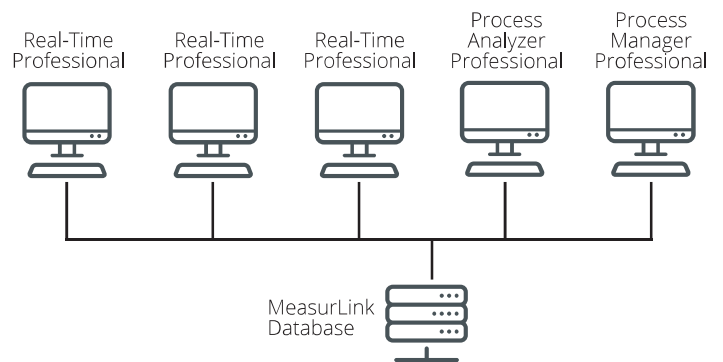 Real-Time
Professional
Real-Time
Professional
Real-Time
Professional
Process
Analyzer
Professional
Process
Manager
Professional
MeasurLink
Database